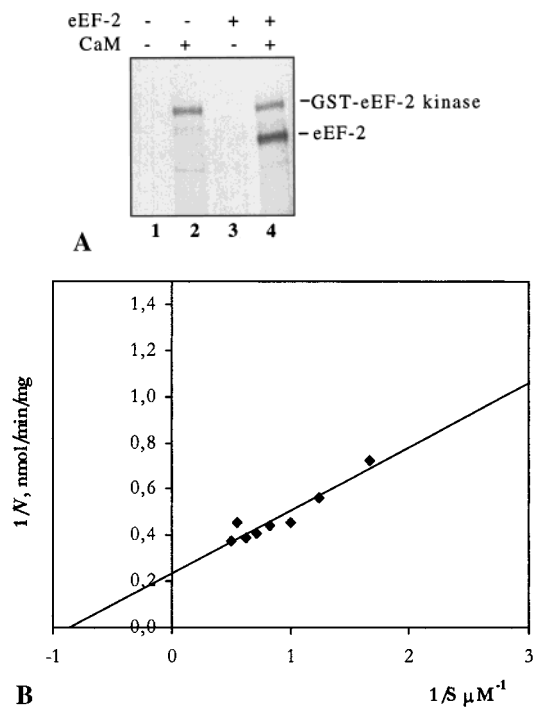 eEF-2 - - + +
CaM - + - +
GST-eEF-2 kinase
eEF-2
1 2 3 4
A
1,4
1,2
1,0
0,8
0,6
0,4
0,2
0,0
1/V, nmol/min/mg
-1 0 1 2 3
B
1/S μM⁻¹